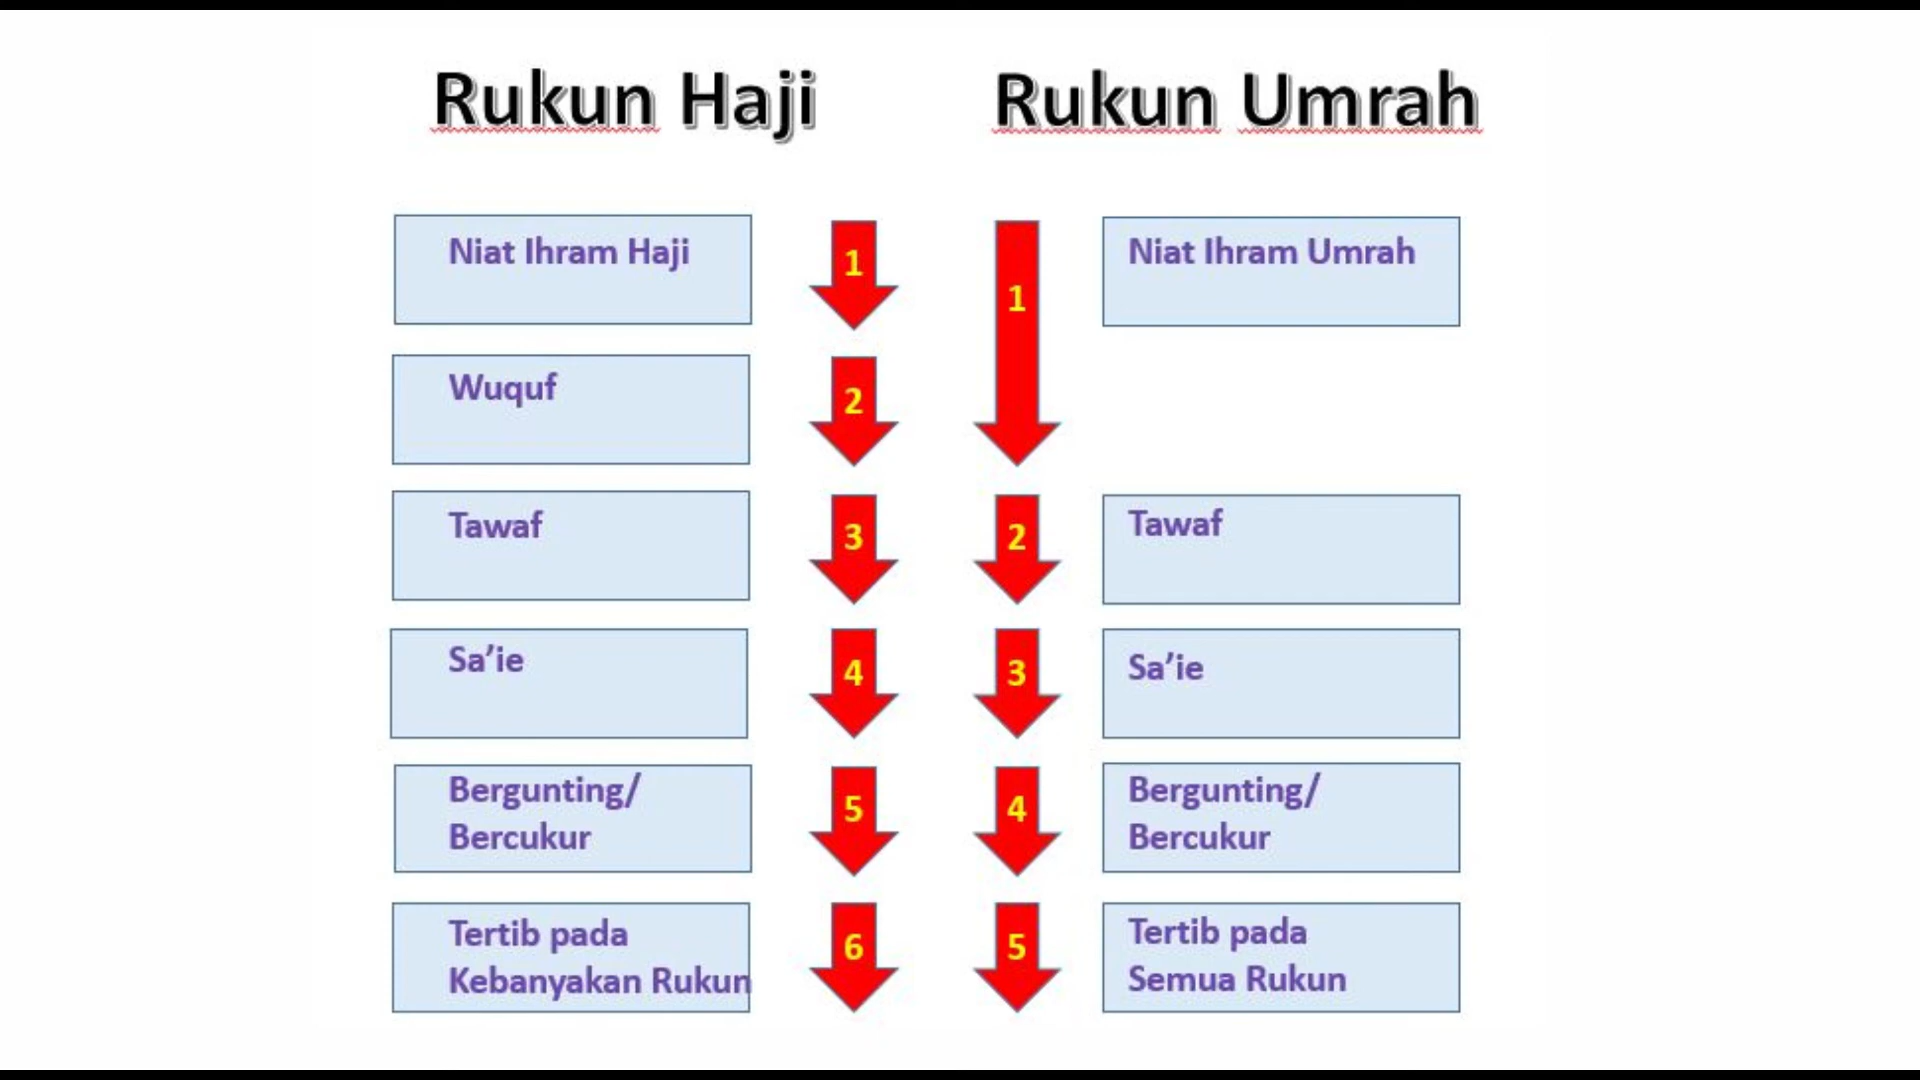 Rukun Haji
Rukun Umrah
Niat Ihram Haji
1
1
Niat Ihram Umrah
Wuquf
2
Tawaf
3
2
Tawaf
Sa’ie
4
3
Sa’ie
Bergunting/
Bercukur
5
4
Bergunting/
Bercukur
Tertib pada
Kebanyakan Rukun
6
5
Tertib pada
Semua Rukun